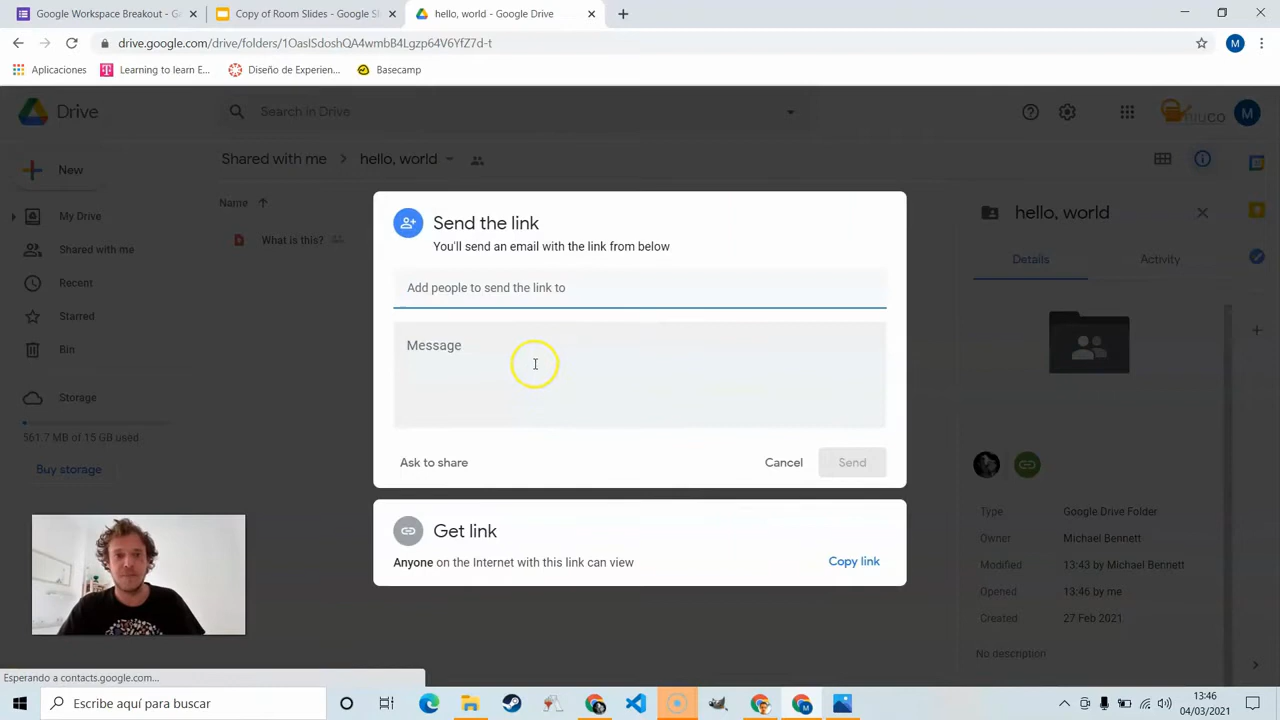 Google Workspace Breakout - G
Copy of Room Slides - Google Sl
hello, world - Google Drive
drive.google.com/drive/folders/1OasISdoshQA4wmbB4Lgzp64V6YfZ7d-t
M
Aplicaciones
Learning to learn E...
Diseño de Experien...
Basecamp
Drive
Search in Drive
niuco
M
New
Shared with me
hello, world
hello, world
Name
My Drive
What is this?
Shared with me
Details
Activity
Recent
Starred
Bin
Storage
561.7 MB of 15 GB used
Buy storage
Send the link
You'll send an email with the link from below
Add people to send the link to
Message
Ask to share
Cancel
Send
Get link
Anyone on the Internet with this link can view
Copy link
Type
Google Drive Folder
Owner
Michael Bennett
Modified
13:43 by Michael Bennett
Opened
13:46 by me
Created
27 Feb 2021
No description
Esperando a contacts.google.com...
Escribe aquí para buscar
13:46
04/03/2021